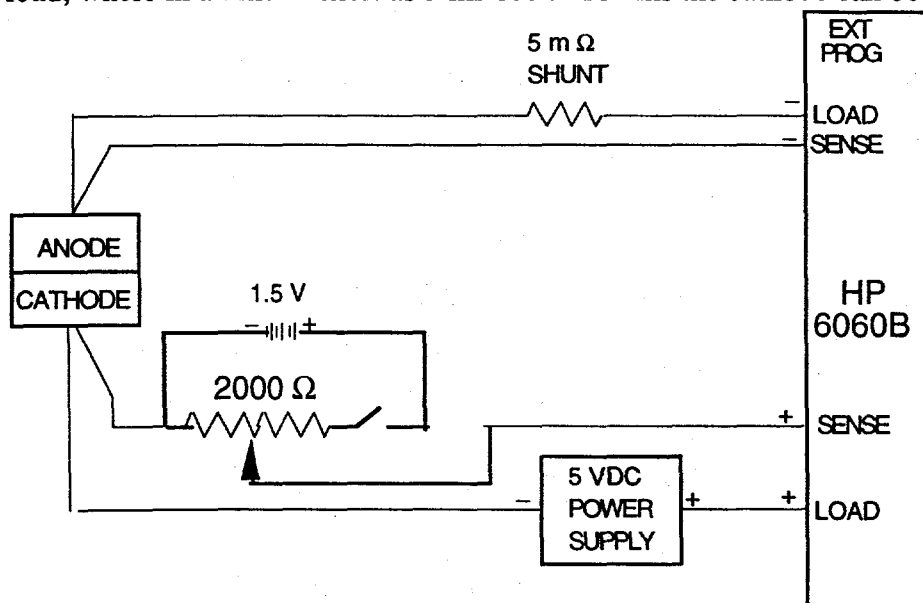 EXT
PROG
5 m Ω
SHUNT
− LOAD
− SENSE
ANODE
CATHODE
1.5 V
− +
2000 Ω
HP
6060B
+ SENSE
5 VDC
POWER
SUPPLY
− + + LOAD